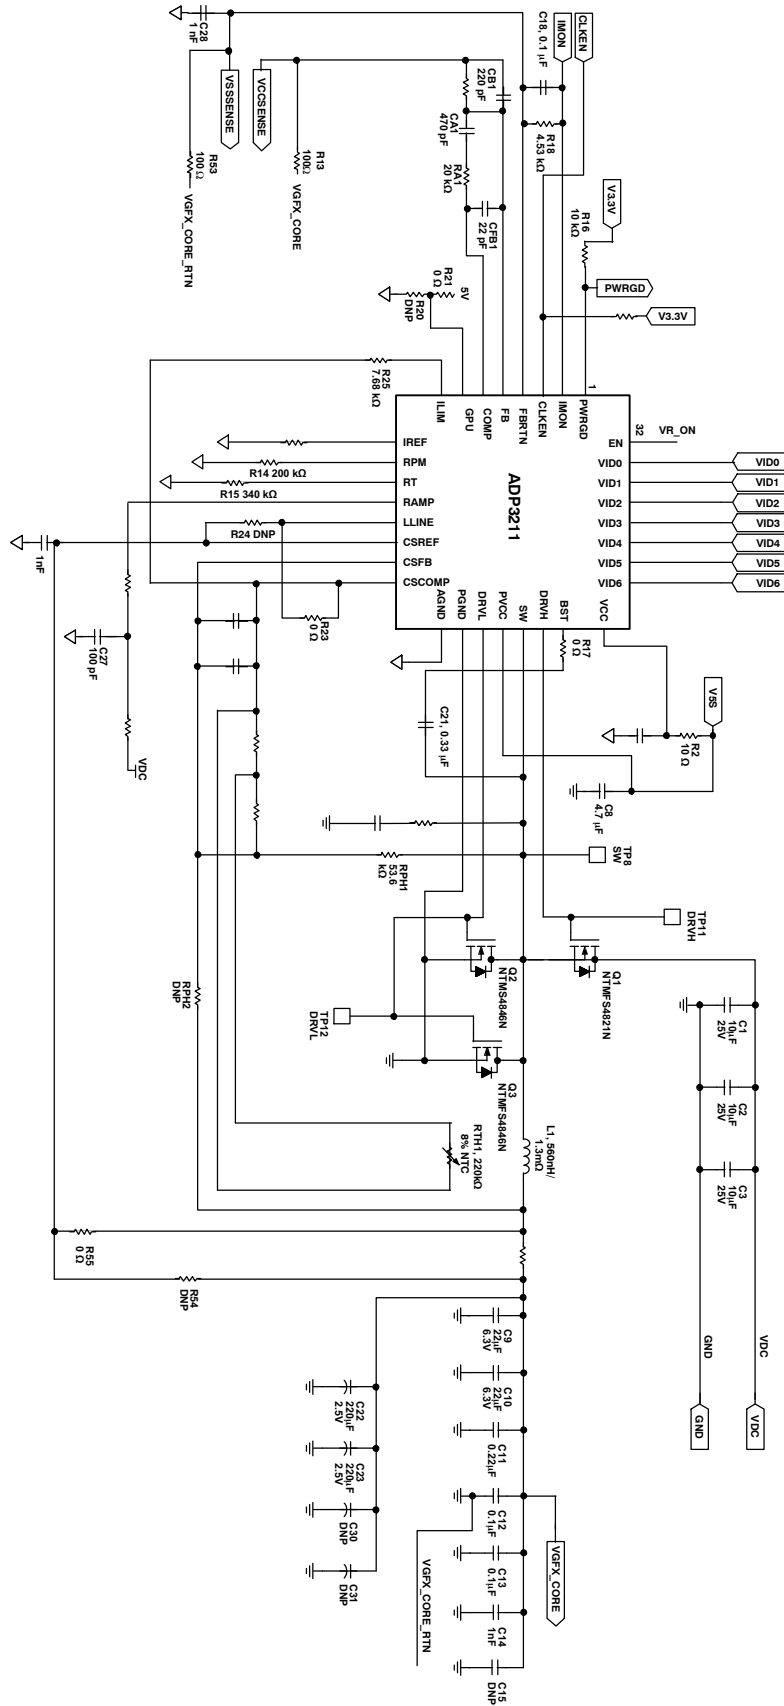 C28
1 nF
VSSSENSE
R53
100 Ω
VGFX_CORE_RTN
VCCSENSE
R13
100Ω
VGFX_CORE
CB1
220 pF
CA1
470 pF
RA1
20 kΩ
CFB1
22 pF
C18, 0.1 μF
IMON
CLKEN
R18
4.53 kΩ
V3.3V
R16
10 kΩ
PWRGD
V3.3V
5V
R21
0 Ω
R20
DNP
R25
7.68 kΩ
ILIM
GPU
COMP
FB
FBRTN
CLKEN
IMON
PWRGD
1
32
VR_ON
ADP3211
IREF
RPM
RT
RAMP
LLINE
CSREF
CSFB
CSCOMP
EN
VID0
VID1
VID2
VID3
VID4
VID5
VID6
VID0
VID1
VID2
VID3
VID4
VID5
VID6
AGND
PGND
DRVL
PVCC
SW
DRVH
BST
VCC
R14 200 kΩ
R15 340 kΩ
R24 DNP
1nF
R23
0 Ω
C27
100 pF
VDC
R17
0 Ω
C21, 0.33 μF
V5S
R2
10 Ω
C8
4.7 μF
TP8
SW
RPH1
53.6
kΩ
TP11
DRVH
Q1
NTMFS4821N
Q2
NTMS4846N
RPH2
DNP
TP12
DRVL
Q3
NTMFS4846N
C1
10μF
25V
C2
10μF
25V
C3
10μF
25V
RTH1, 220kΩ
8% NTC
L1, 560nH/
1.3mΩ
R55
0 Ω
R54
DNP
VDC
GND
VDC
GND
C9
22μF
6.3V
C10
22μF
6.3V
C11
0.22μF
C12
0.1μF
C13
0.1μF
C14
1nF
C15
DNP
C22
220μF
2.5V
C23
220μF
2.5V
C30
DNP
C31
DNP
VGFX_CORE
VGFX_CORE_RTN